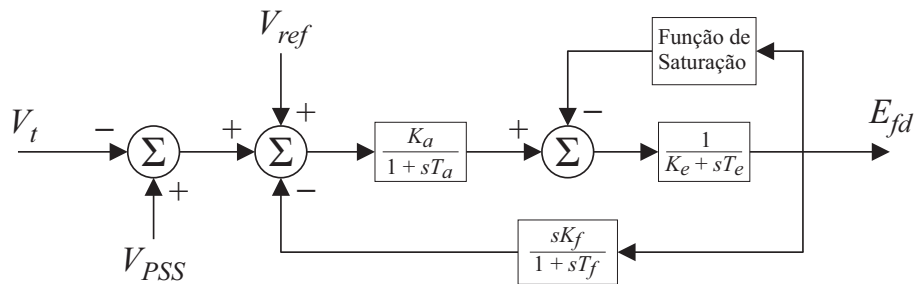 V_ref
Função de
Saturação
V_t
−
+
Σ
+
+
−
Σ
K_a
1 + sT_a
+
−
Σ
1
K_e + sT_e
E_fd
+
V_PSS
sK_f
1 + sT_f